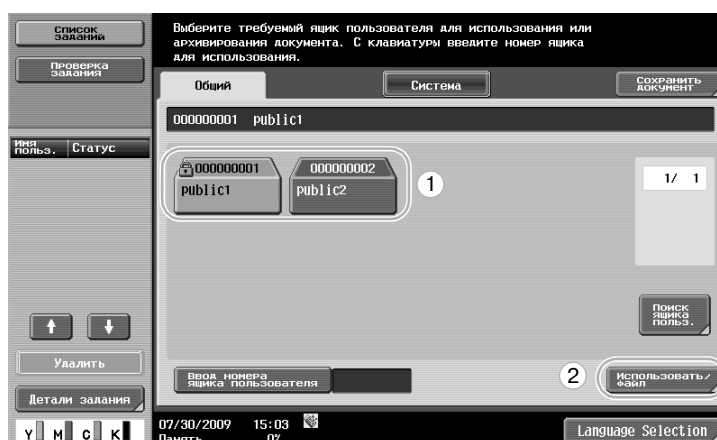 Список
заданий
Проверка
задания
Имя
польз.
Статус
Удалить
Детали задания
Y M C K
Выберите требуемый ящик пользователя для использования или
архивирования документа. С клавиатуры введите номер ящика
для использования.
Общий
Система
Сохранить
документ
000000001 public1
000000001
public1
000000002
public2
1
1/ 1
Поиск
ящика
польз.
Ввод номера
ящика пользователя
2
Использовать/
файл
07/30/2009 15:03
Память 0%
Language Selection